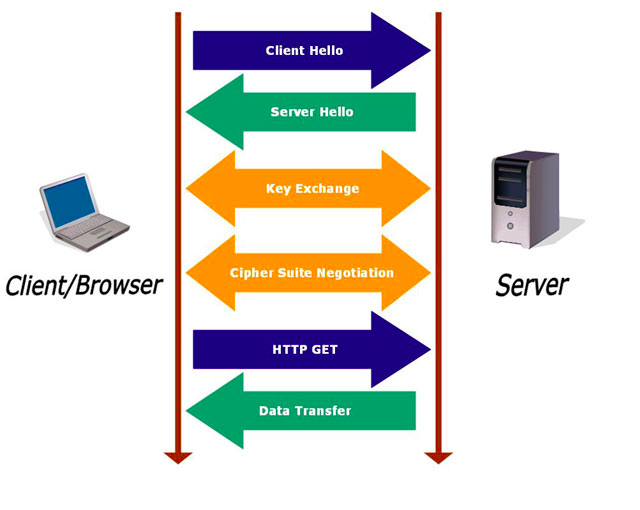 Client Hello
Server Hello
Key Exchange
Client/Browser
Server
Cipher Suite Negotiation
HTTP GET
Data Transfer